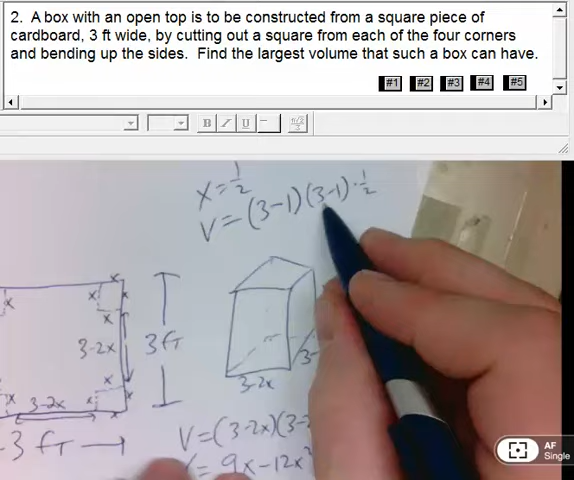 2. A box with an open top is to be constructed from a square piece of
cardboard, 3 ft wide, by cutting out a square from each of the four corners
and bending up the sides. Find the largest volume that such a box can have.
#1 #2 #3 #4 #5
B I U
x = 1/2
V = (3-1)(3-1)·1/2
x x
x x x
x
3-2x 3 ft
x x
x 3-2x x
3-2x 3-
3 ft
V = (3-2x)(3-2
= 9x - 12x²
AF
Single